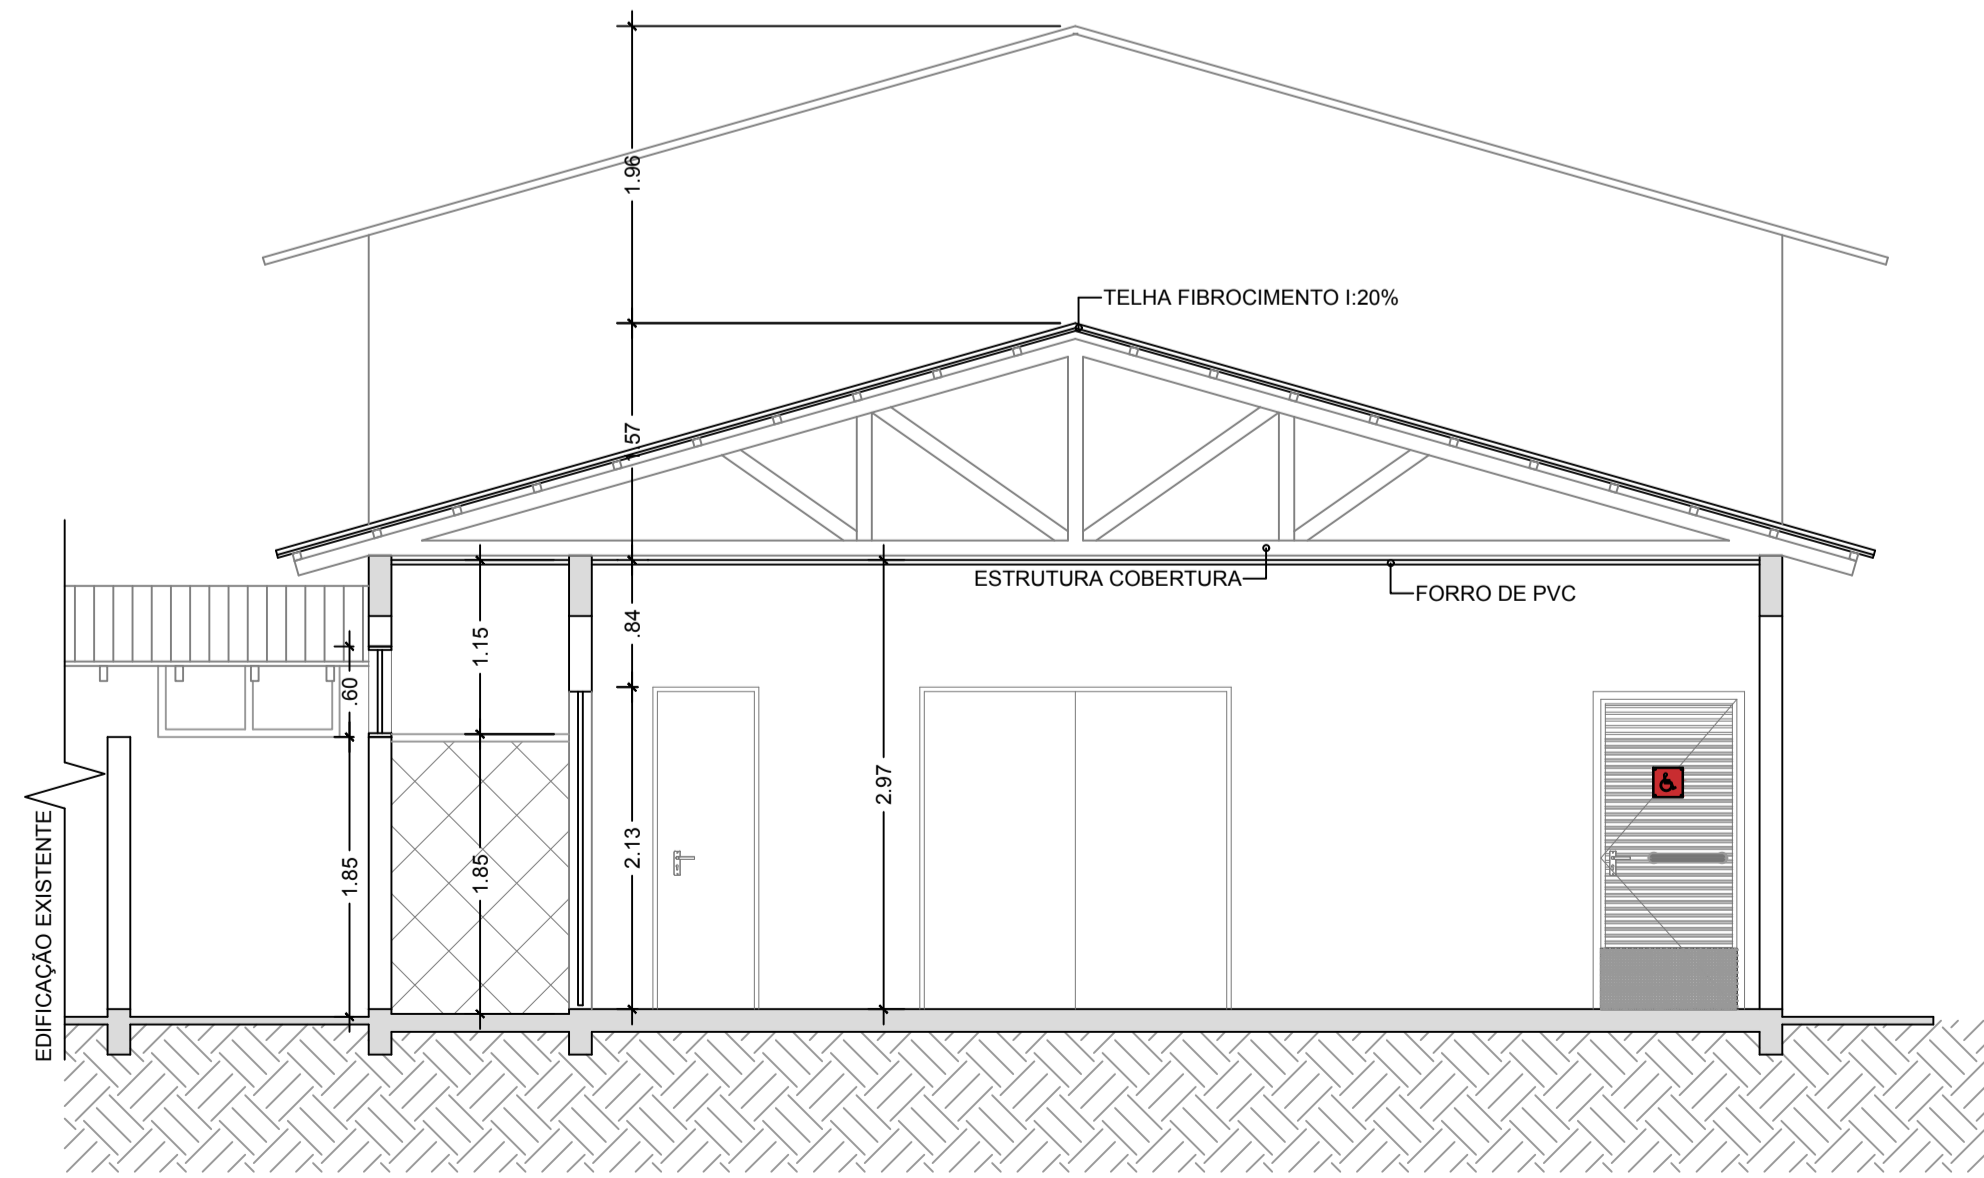 1.96
TELHA FIBROCIMENTO I:20%
1.57
ESTRUTURA COBERTURA
FORRO DE PVC
.84
1.15
.60
2.97
2.13
1.85
1.85
EDIFICAÇÃO EXISTENTE